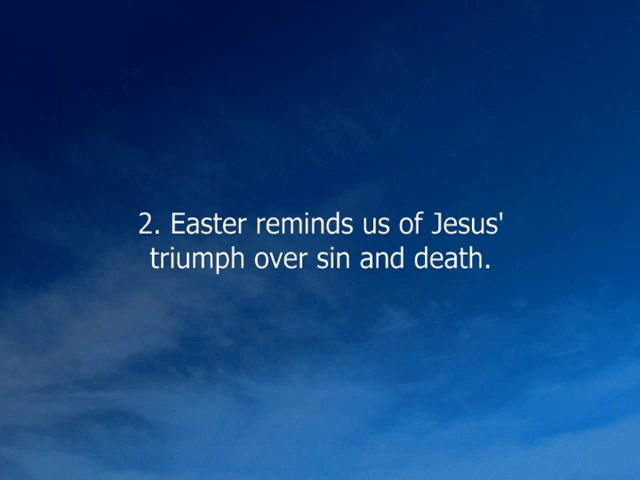 2. Easter reminds us of Jesus'
triumph over sin and death.